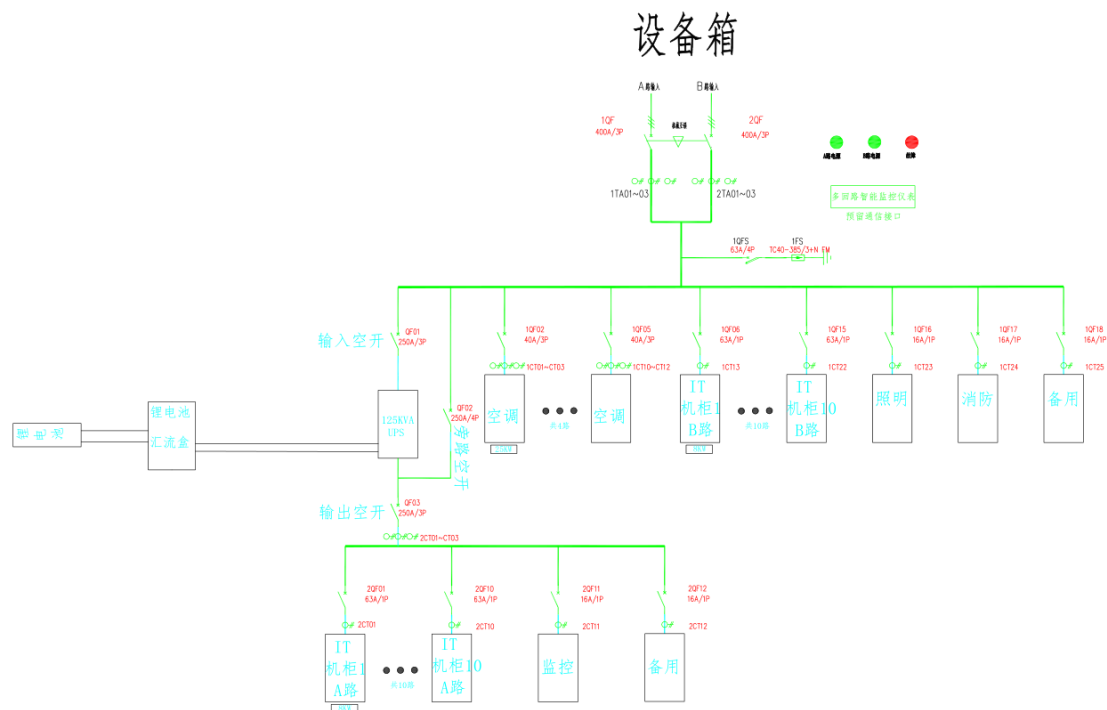 设备箱
A路输入
B路输入
1QF
400A/3P
2QF
400A/3P
1TA01~03
2TA01~03
A路电源
B路电源
故障
多回路智能监控仪表
预留通信接口
1QFS
63A/4P
1FS
TC40-385/3+N FM
输入空开
QF01
250A/3P
QF02
250A/4P
旁路空开
125KVA
UPS
锂电池
锂电池
汇流盒
1QF02
40A/3P
1CT01~CT03
空调
共4路
1QF05
40A/3P
1CT10~CT12
空调
1QF06
63A/1P
1CT13
IT
机柜1
B路
共10路
1QF15
63A/1P
1CT22
IT
机柜10
B路
1QF16
16A/1P
1CT23
照明
1QF17
16A/1P
1CT24
消防
1QF18
16A/1P
1CT25
备用
输出空开
QF03
250A/3P
2CT01~CT03
2QF01
63A/1P
2CT01
IT
机柜1
A路
共10路
2QF10
63A/1P
2CT10
IT
机柜10
A路
2QF11
16A/1P
2CT11
监控
2QF12
16A/1P
2CT12
备用